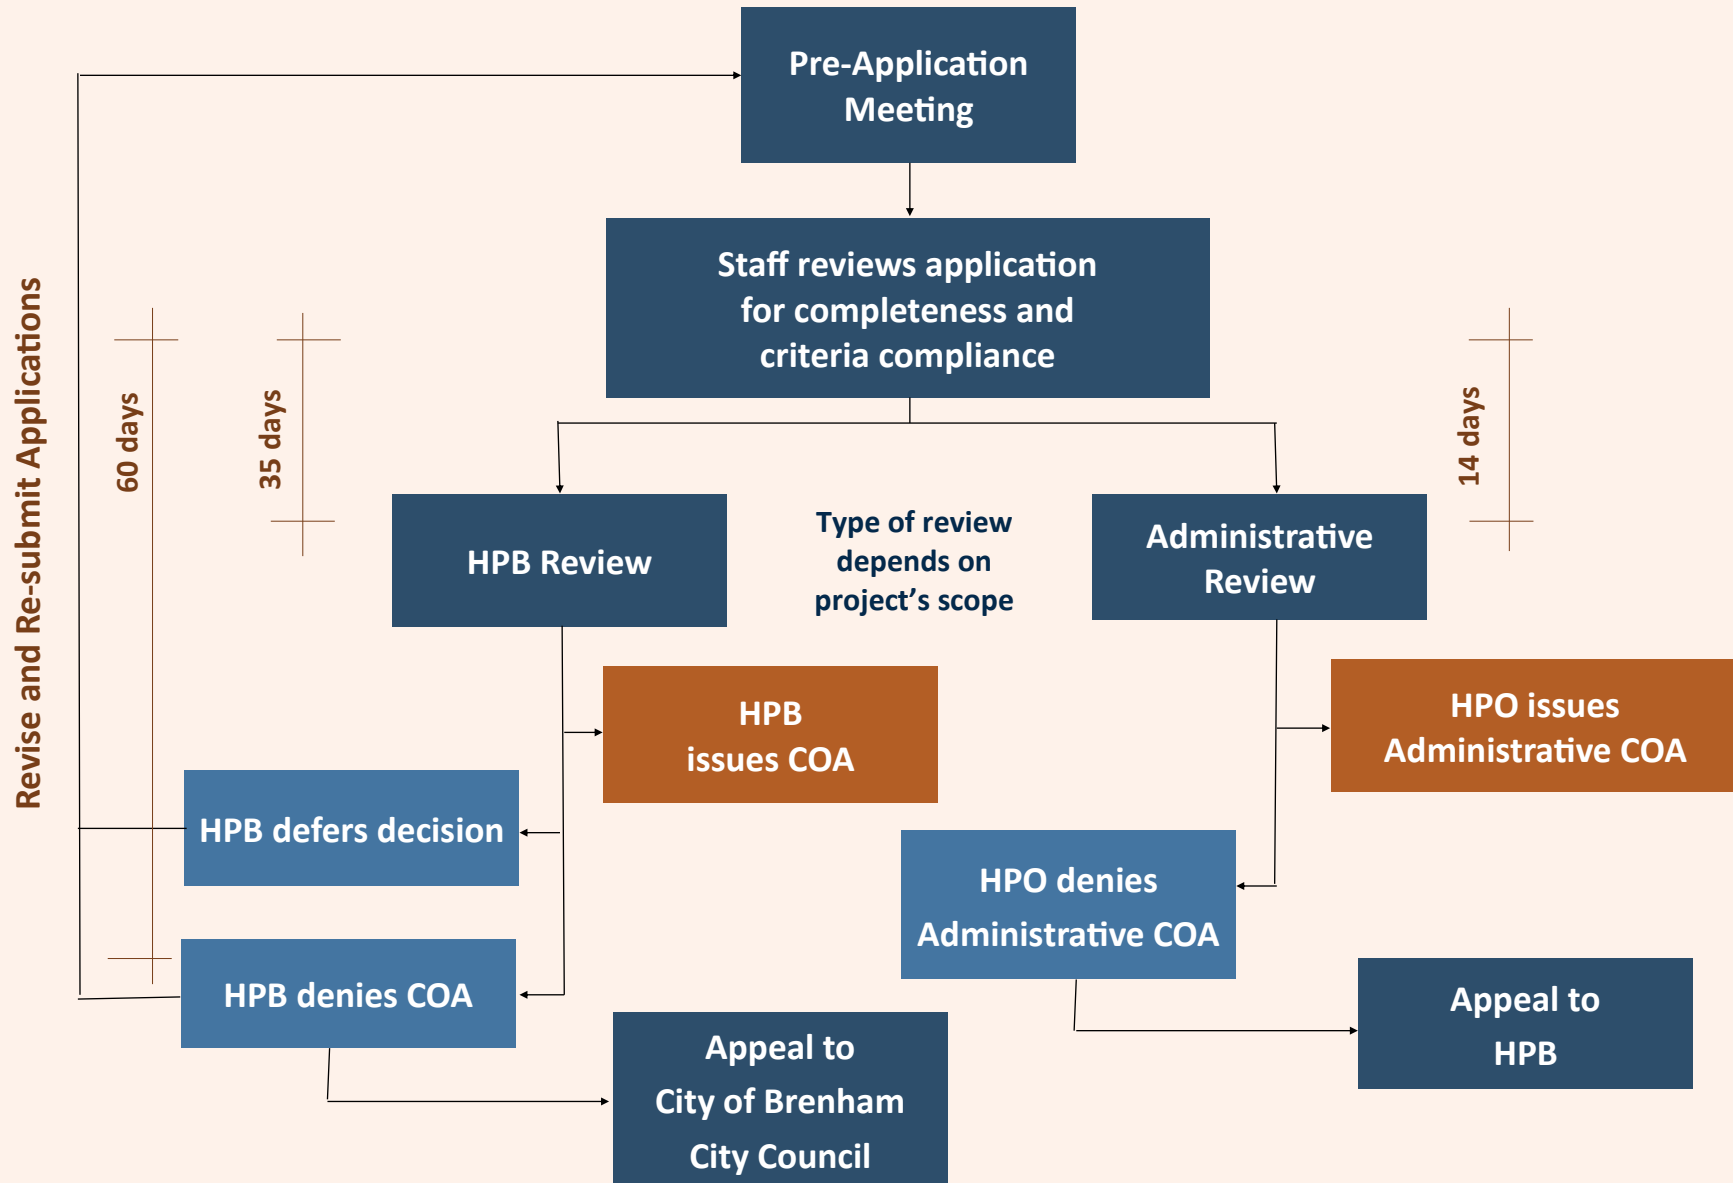 Pre-Application
Meeting
Staff reviews application
for completeness and
criteria compliance
Revise and Re-submit Applications
60 days
35 days
14 days
HPB Review
Type of review
depends on
project’s scope
Administrative
Review
HPB
issues COA
HPO issues
Administrative COA
HPB defers decision
HPO denies
Administrative COA
HPB denies COA
Appeal to
HPB
Appeal to
City of Brenham
City Council